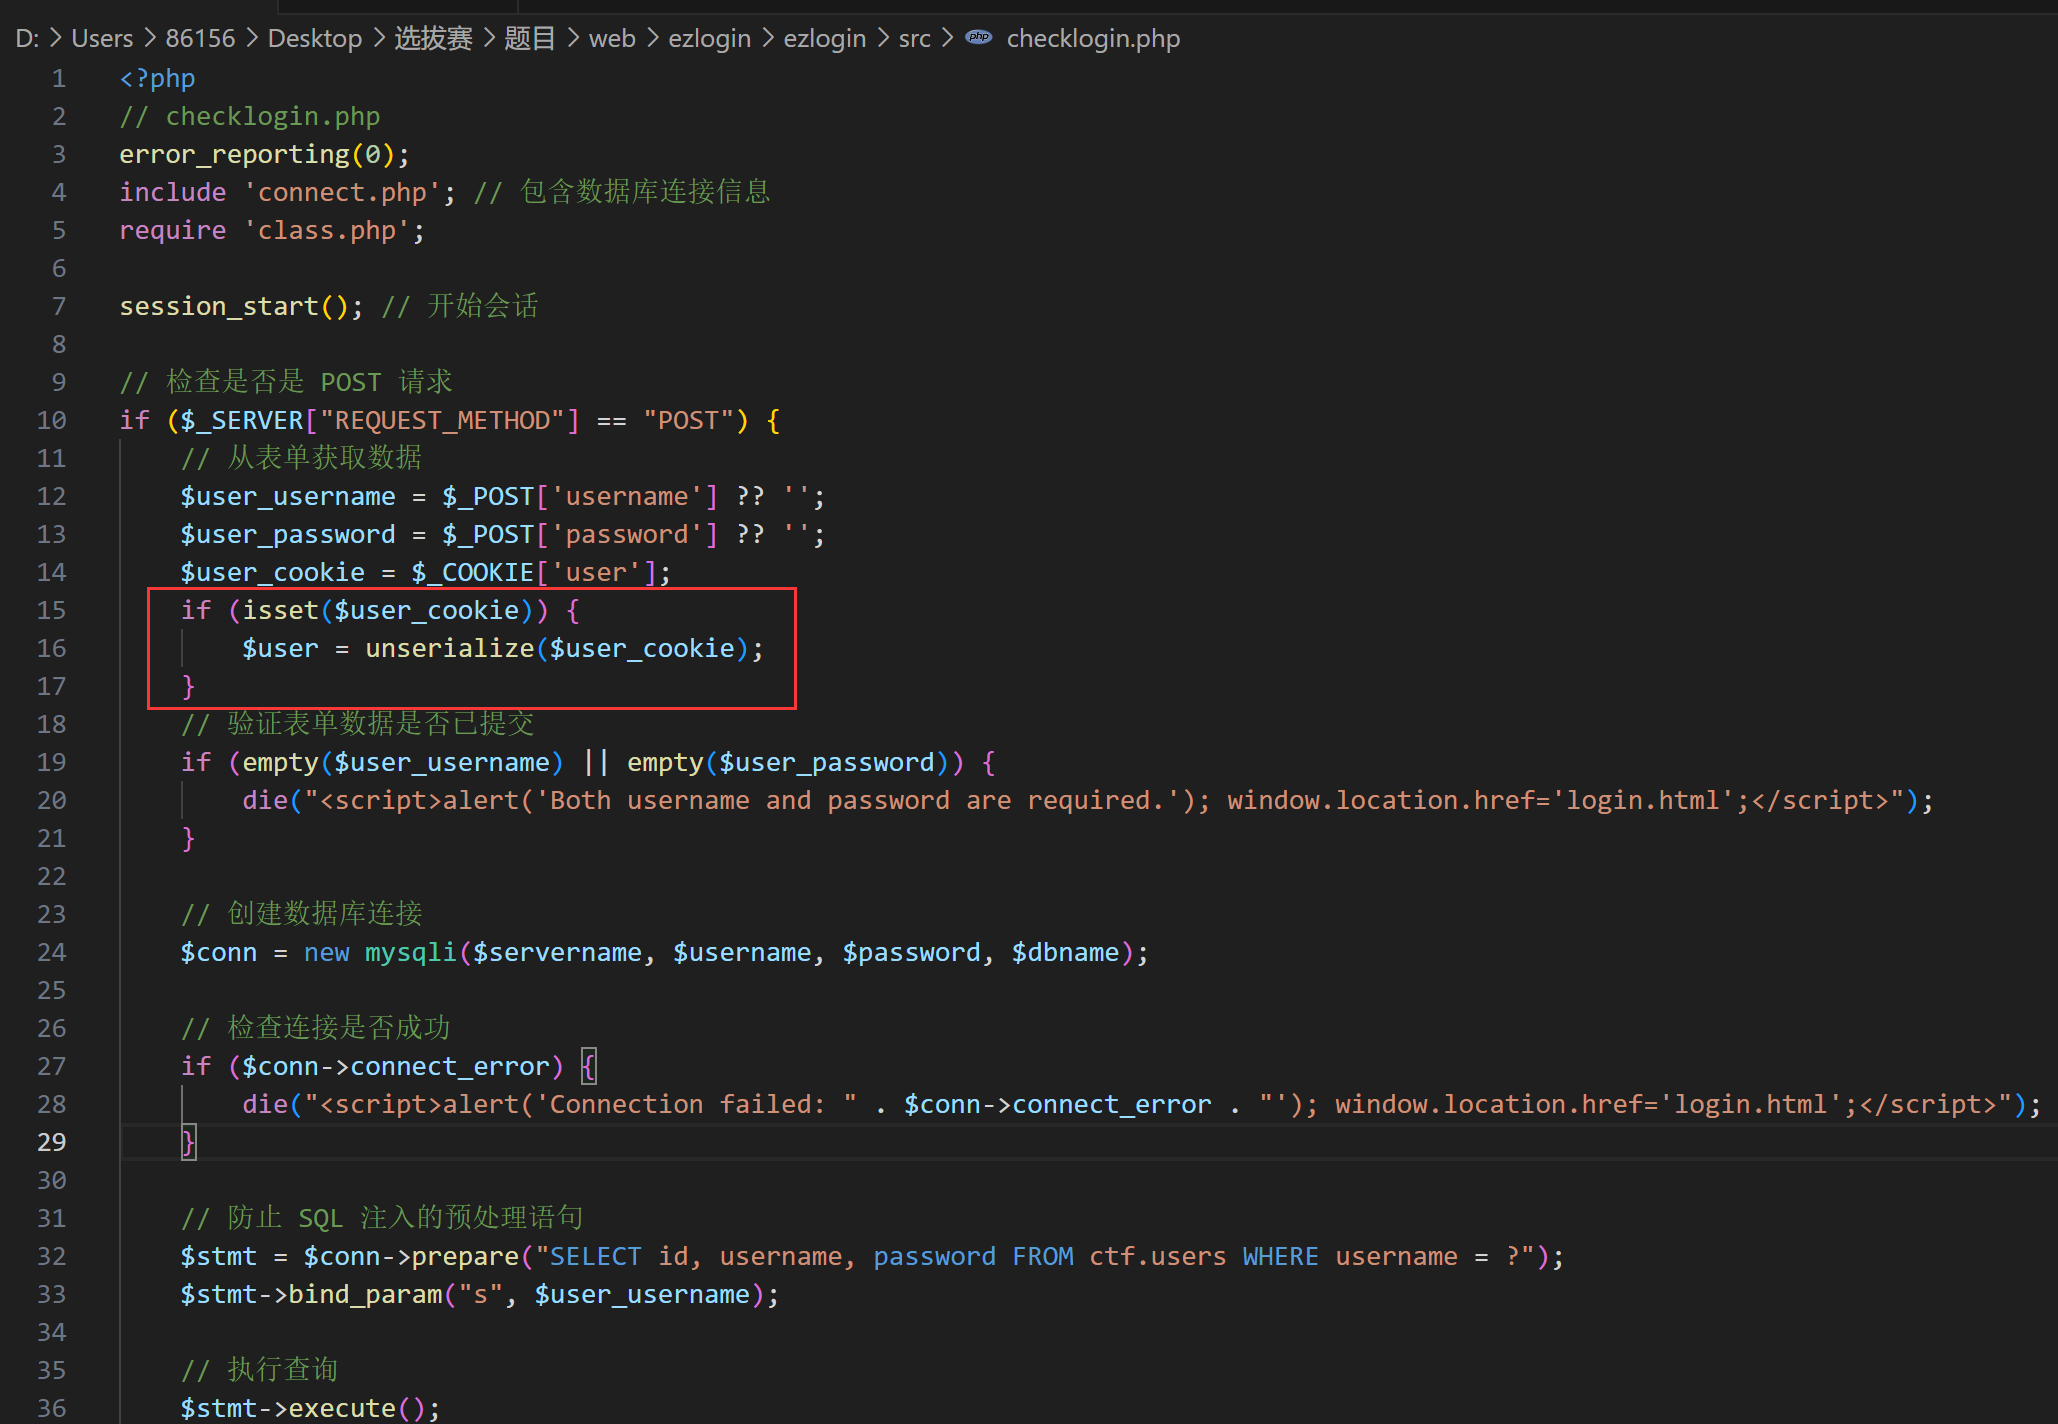 D: > Users > 86156 > Desktop > 选拔赛 > 题目 > web > ezlogin > ezlogin > src > php checklogin.php
1 <?php
2 // checklogin.php
3 error_reporting(0);
4 include 'connect.php'; // 包含数据库连接信息
5 require 'class.php';
6
7 session_start(); // 开始会话
8
9 // 检查是否是 POST 请求
10 if ($_SERVER["REQUEST_METHOD"] == "POST") {
11     // 从表单获取数据
12     $user_username = $_POST['username'] ?? '';
13     $user_password = $_POST['password'] ?? '';
14     $user_cookie = $_COOKIE['user'];
15     if (isset($user_cookie)) {
16         $user = unserialize($user_cookie);
17     }
18     // 验证表单数据是否已提交
19     if (empty($user_username) || empty($user_password)) {
20         die("<script>alert('Both username and password are required.'); window.location.href='login.html';</script>");
21     }
22
23     // 创建数据库连接
24     $conn = new mysqli($servername, $username, $password, $dbname);
25
26     // 检查连接是否成功
27     if ($conn->connect_error) {
28         die("<script>alert('Connection failed: " . $conn->connect_error . "'); window.location.href='login.html';</script>");
29     }
30
31     // 防止 SQL 注入的预处理语句
32     $stmt = $conn->prepare("SELECT id, username, password FROM ctf.users WHERE username = ?");
33     $stmt->bind_param("s", $user_username);
34
35     // 执行查询
36     $stmt->execute();